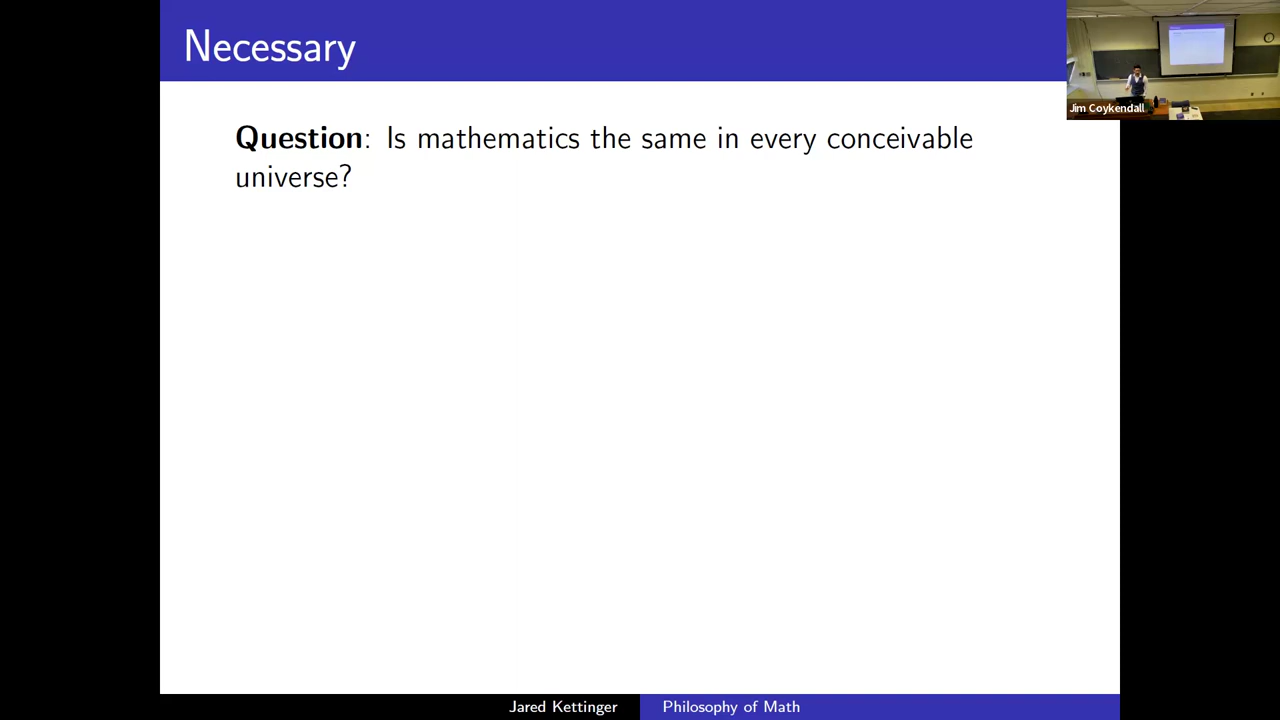 Necessary
Jim Coykendall
Question: Is mathematics the same in every conceivable
universe?
Jared Kettinger
Philosophy of Math